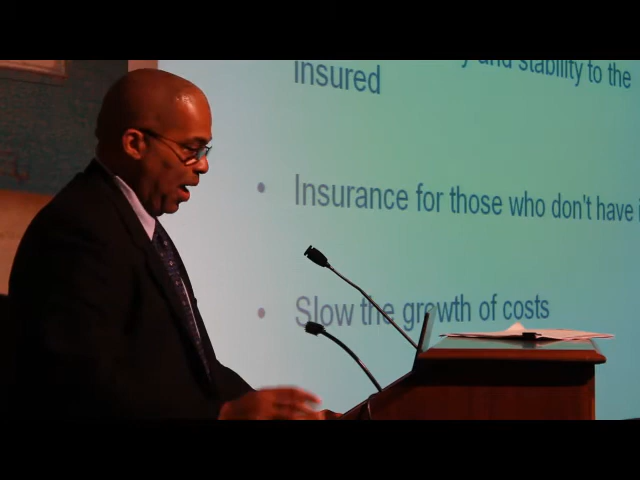 and stability to the
Insured
• Insurance for those who don't have
• Slow the growth of costs